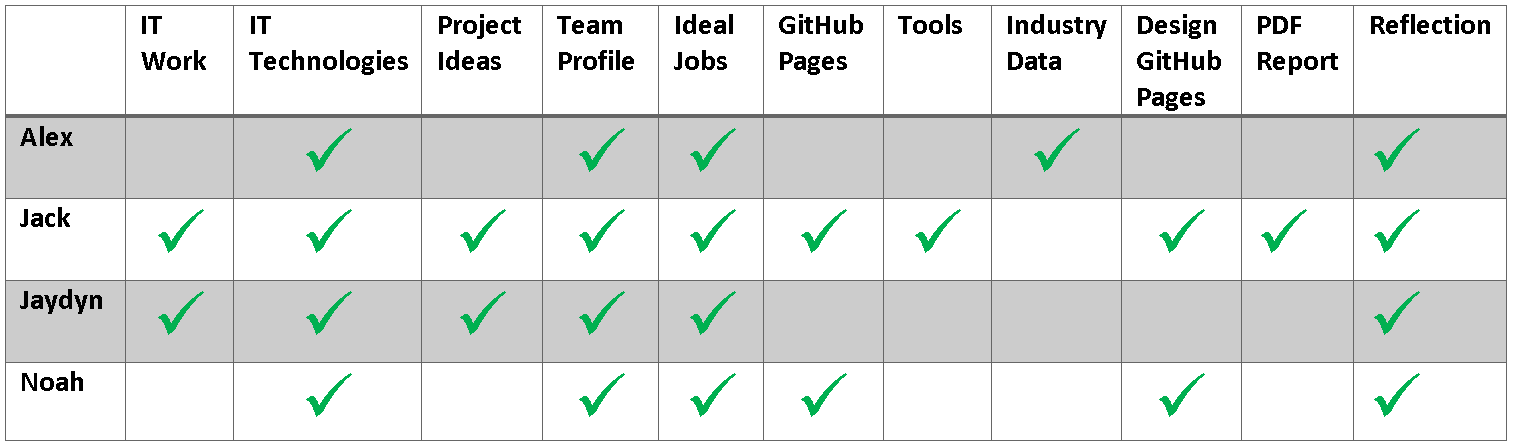 IT Work
IT Technologies
Project Ideas
Team Profile
Ideal Jobs
GitHub Pages
Tools
Industry Data
Design GitHub Pages
PDF Report
Reflection
Alex
Jack
Jaydyn
Noah